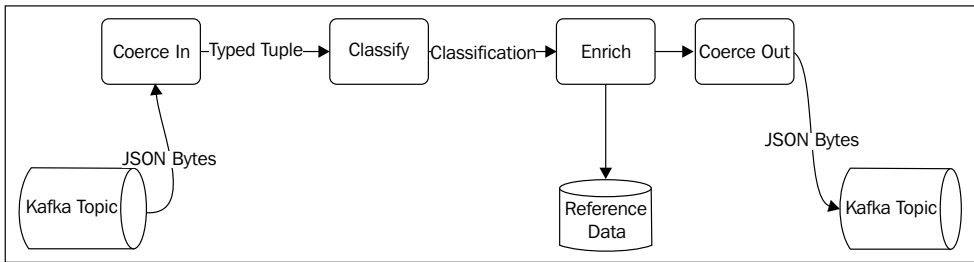 Coerce In
Typed Tuple
Classify
Classification
Enrich
Coerce Out
JSON Bytes
JSON Bytes
Kafka Topic
Reference
Data
Kafka Topic